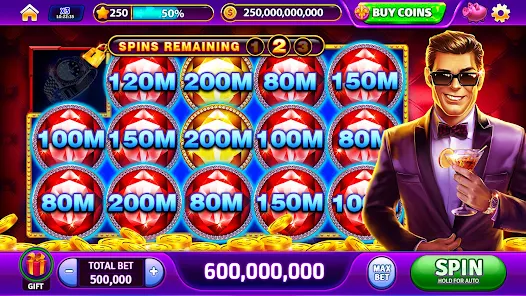 250
50%
250,000,000,000
BUY COINS
SPINS REMAINING 1 2 3
120M 200M 80M 150M
100M 150M 200M 100M 80M
80M 200M 80M 80M
GIFT
TOTAL BET
500,000
600,000,000
MAX
BET
SPIN
HOLD FOR AUTO